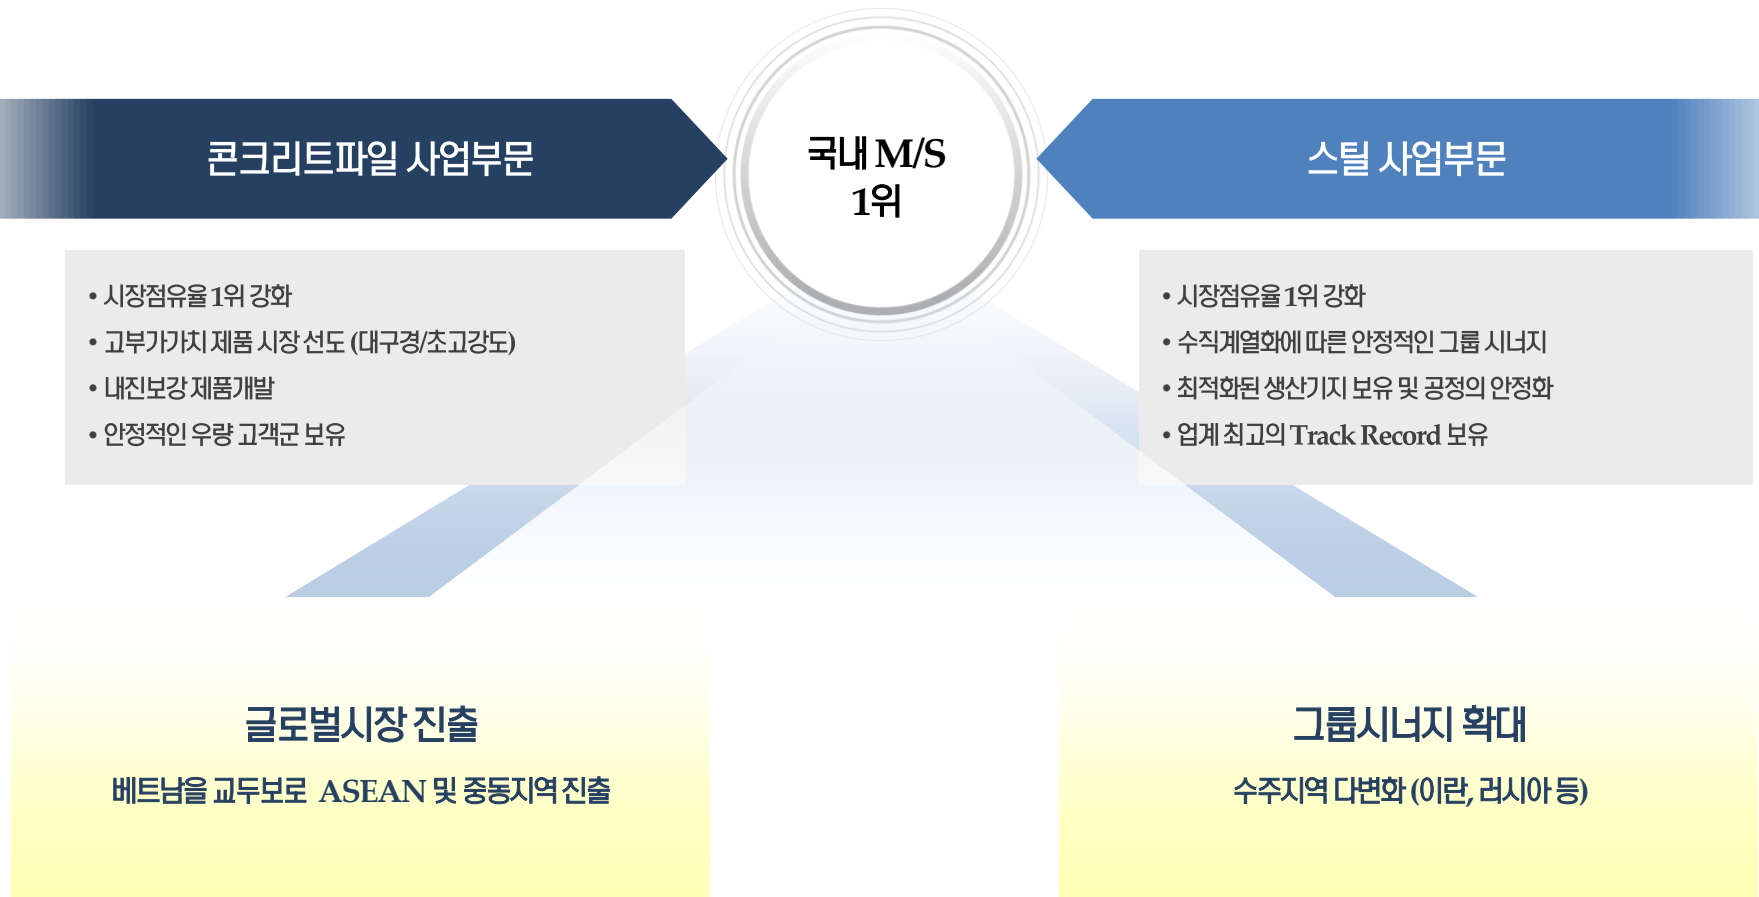 콘크리트파일 사업부문
국내 M/S
1위
스틸 사업부문
• 시장점유율 1위 강화
• 고부가가치 제품 시장 선도 (대구경/초고강도)
• 내진보강 제품개발
• 안정적인 우량 고객군 보유
• 시장점유율 1위 강화
• 수직계열화에 따른 안정적인 그룹 시너지
• 최적화된 생산기지 보유 및 공정의 안정화
• 업계 최고의 Track Record 보유
글로벌시장 진출
베트남을 교두보로 ASEAN 및 중동지역 진출
그룹시너지 확대
수주지역 다변화 (이란, 러시아 등)